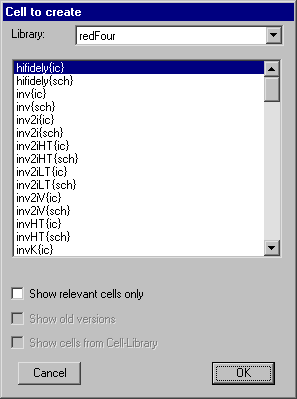 Cell to create
Library: redFour
hifidely{ic}
hifidely{sch}
inv{ic}
inv{sch}
inv2i{ic}
inv2i{sch}
inv2iHT{ic}
inv2iHT{sch}
inv2iLT{ic}
inv2iLT{sch}
inv2iV{ic}
inv2iV{sch}
invHT{ic}
invHT{sch}
invK{ic}
Show relevant cells only
Show old versions
Show cells from Cell-Library
Cancel OK